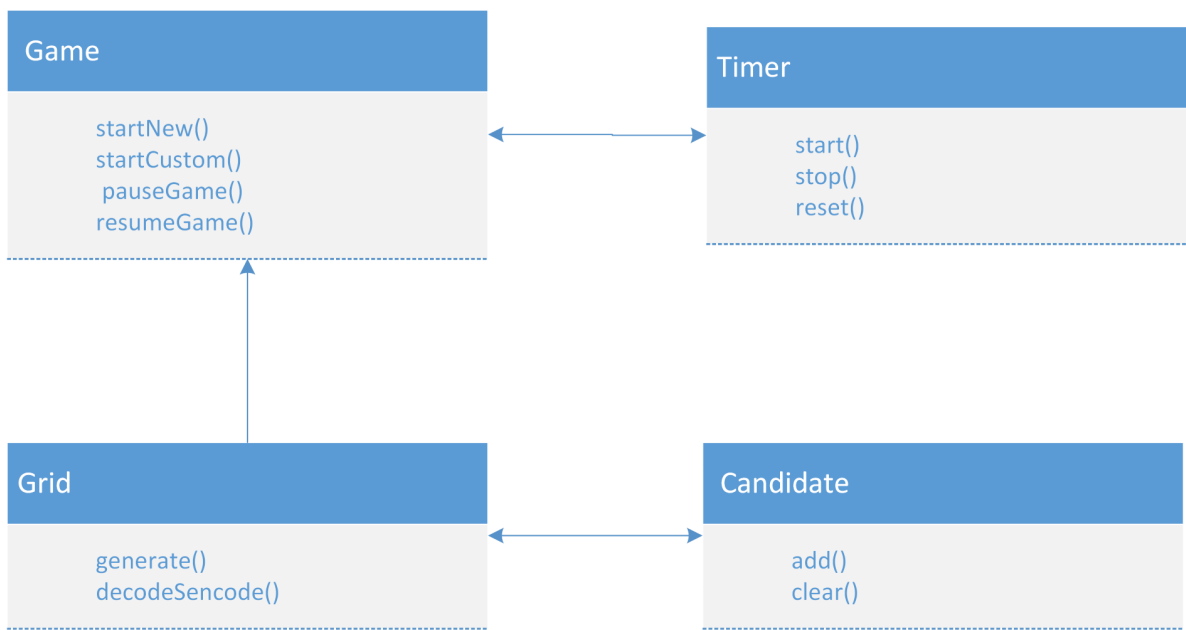 Game
startNew()
startCustom()
pauseGame()
resumeGame()
Timer
start()
stop()
reset()
Grid
generate()
decodeSencode()
Candidate
add()
clear()